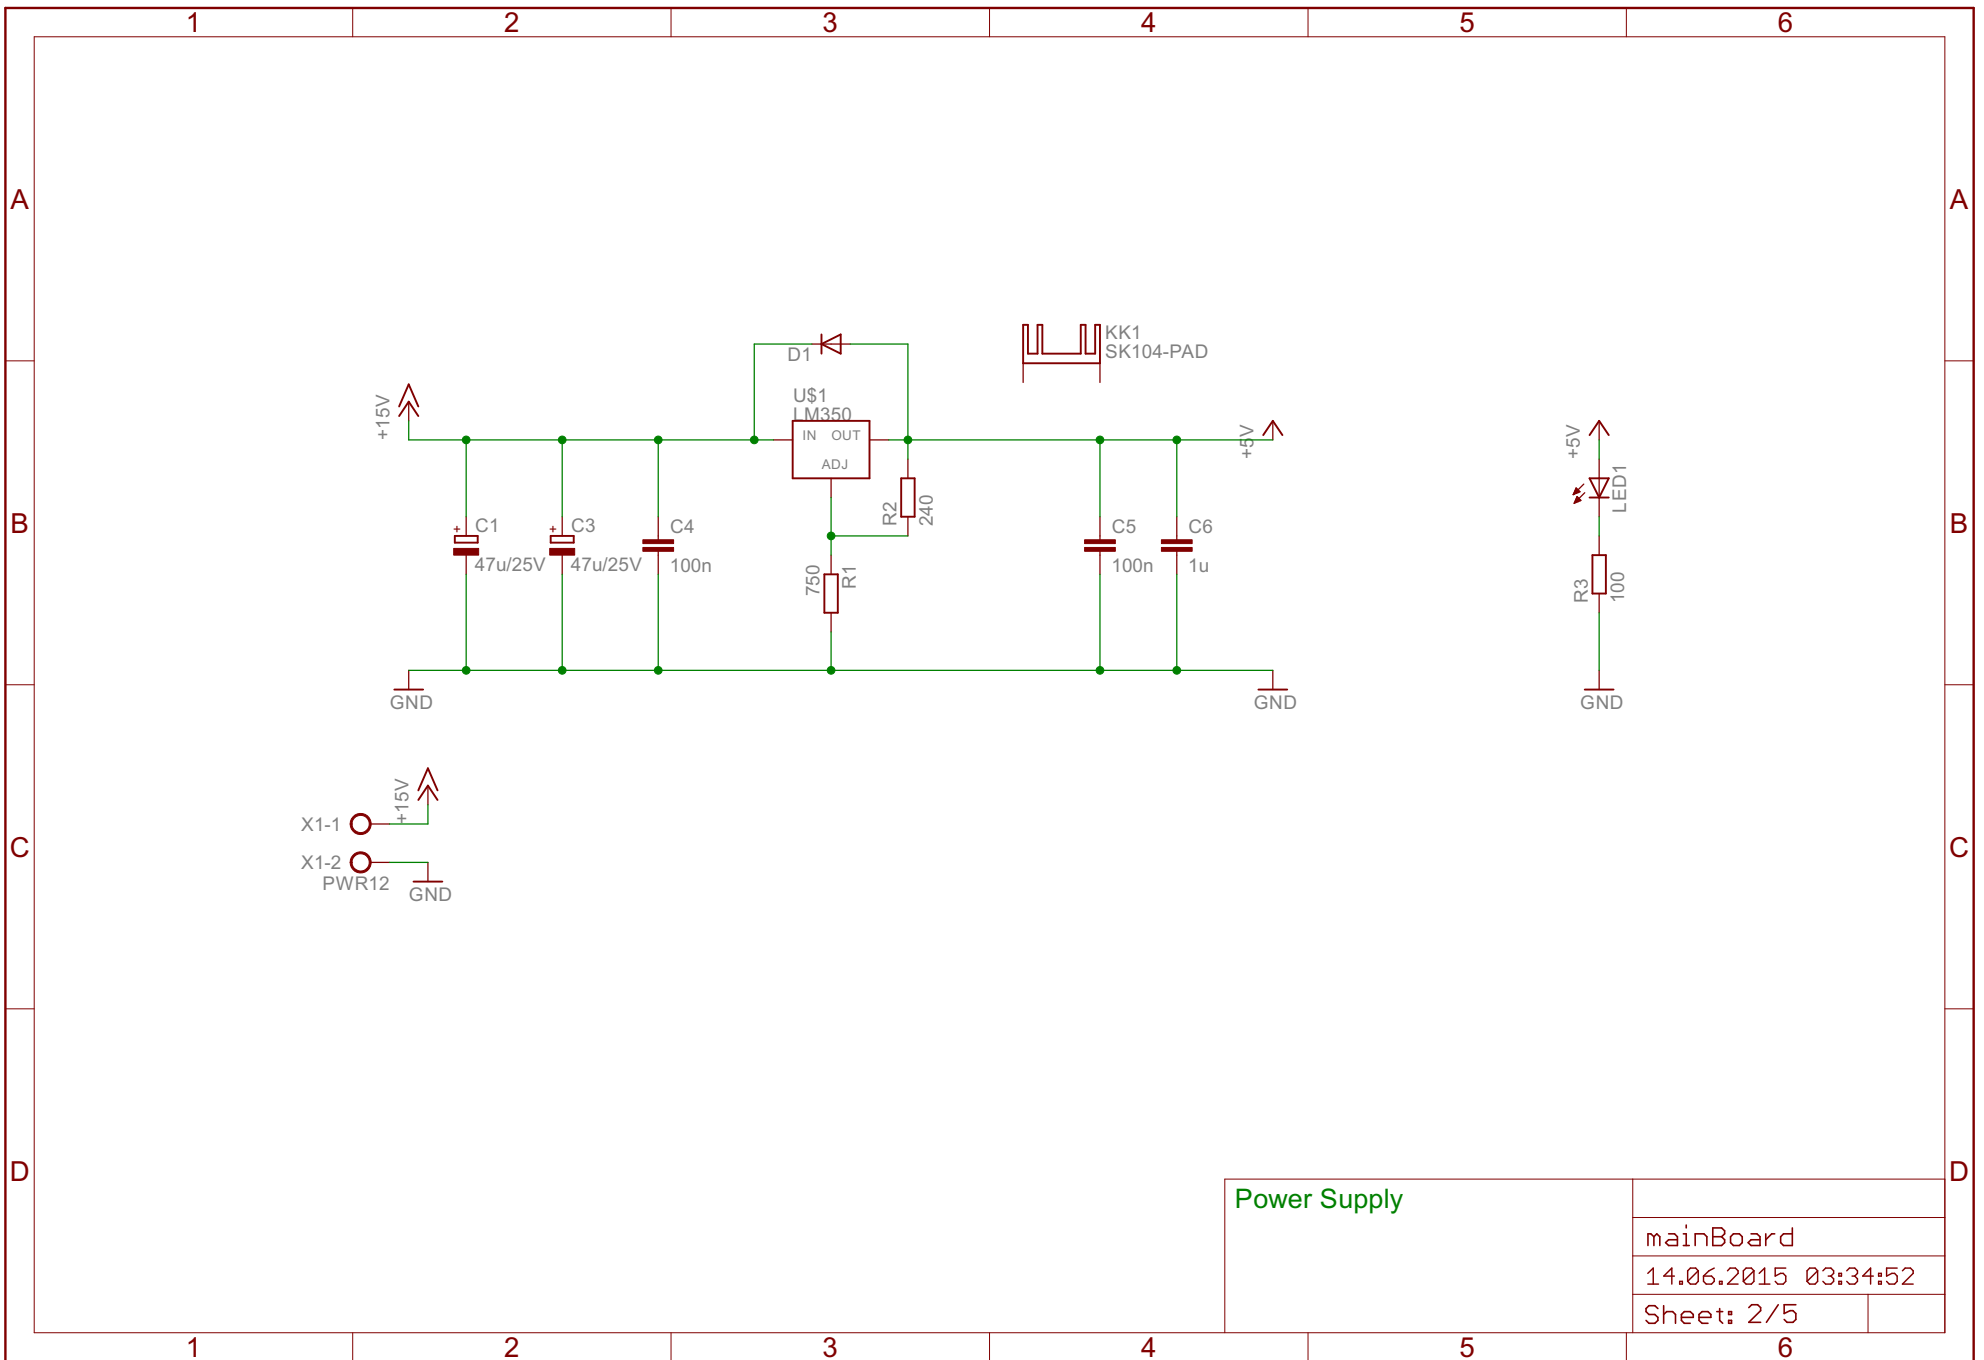 1 2 3 4 5 6
A A
KK1
SK104-PAD
D1
U$1
LM350
IN OUT
ADJ
+15V
+5V
+5V
LED1
B B
C1
47u/25V
C3
47u/25V
C4
100n
R2
240
750
R1
C5
100n
C6
1u
R3
100
GND
GND
GND
+15V
X1-1
C C
X1-2
PWR12
GND
D D
Power Supply
mainBoard
14.06.2015 03:34:52
Sheet: 2/5
1 2 3 4 5 6